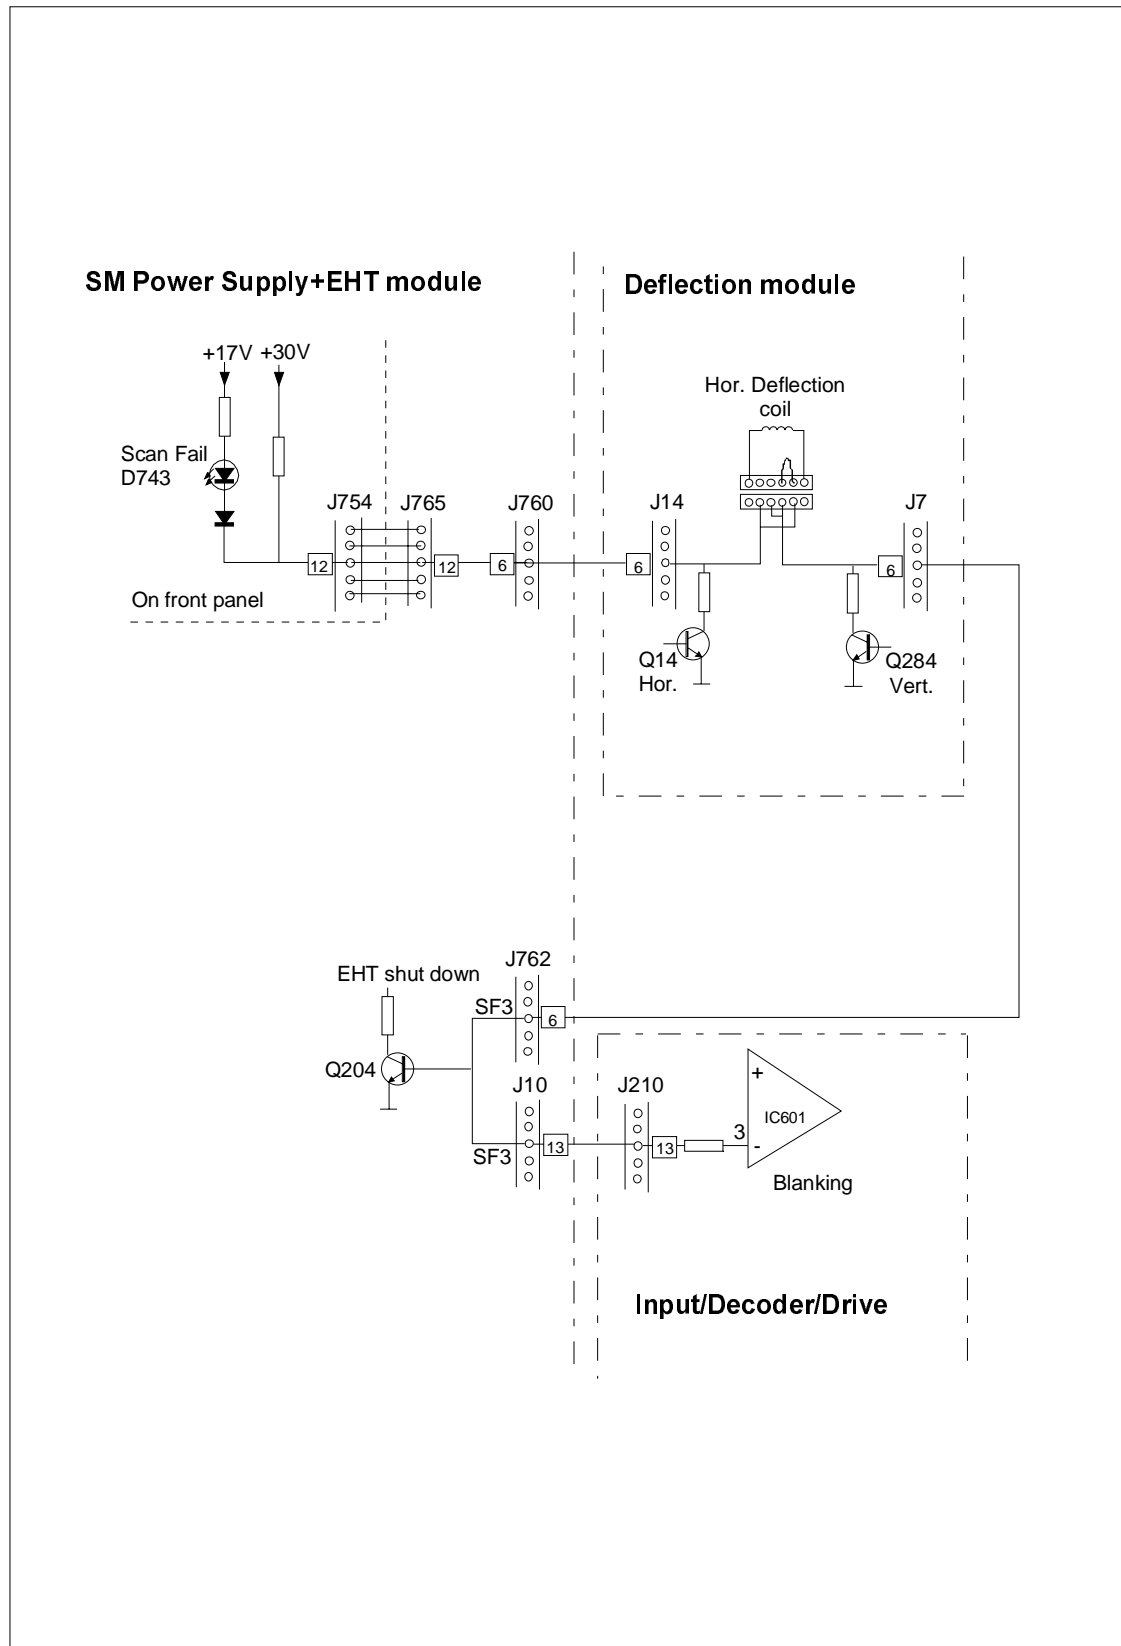 SM Power Supply+EHT module
Deflection module
+17V +30V
Hor. Deflection
coil
Scan Fail
D743
J754
J765
J760
J14
J7
12
12
6
6
6
On front panel
Q14
Hor.
Q284
Vert.
J762
EHT shut down
SF3
6
Q204
J10
J210
+
IC601
3
-
13
13
SF3
Blanking
Input/Decoder/Drive